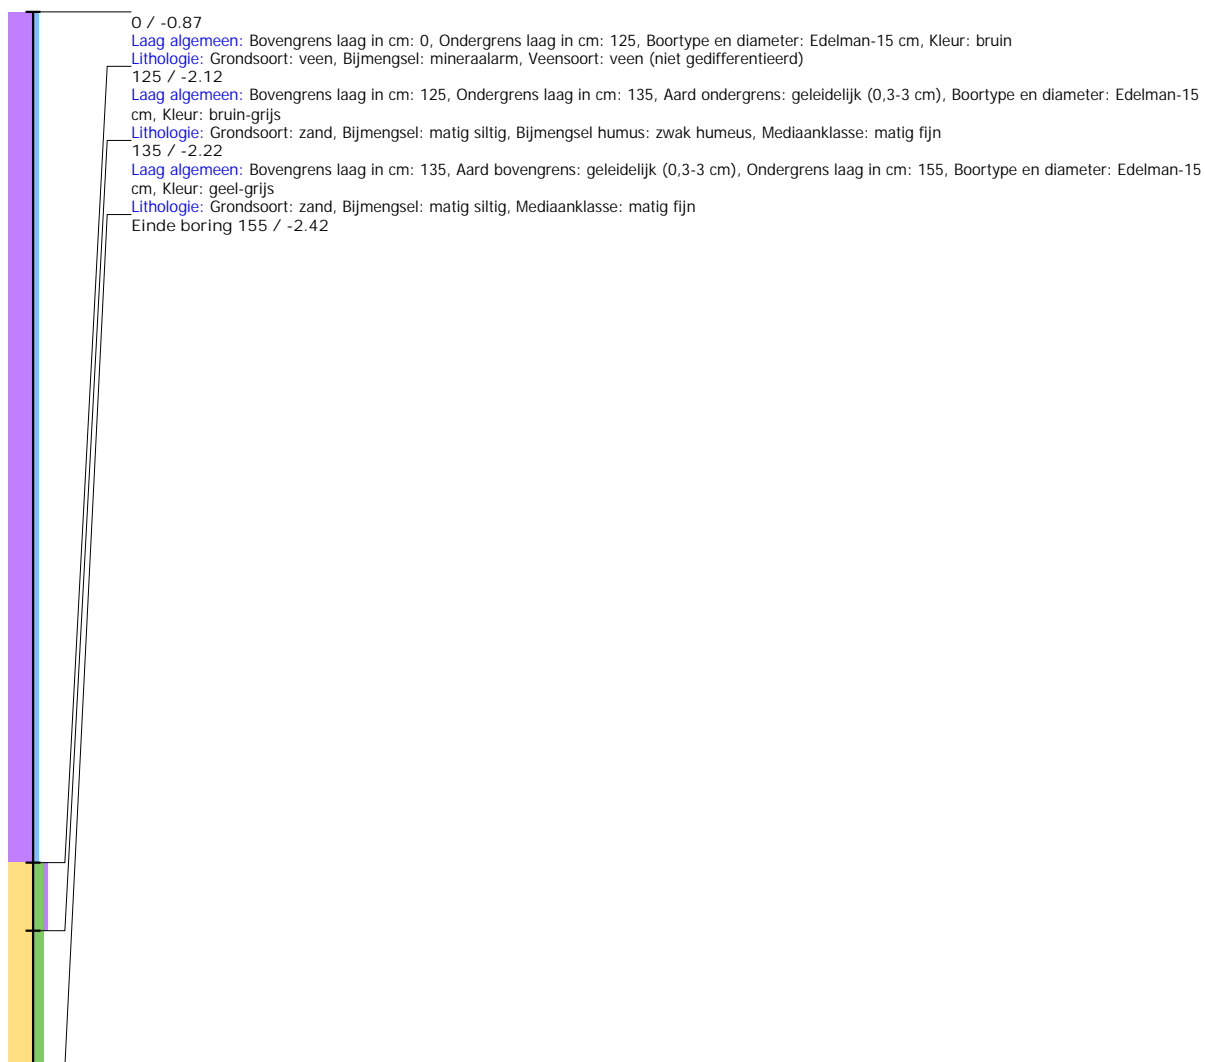 0 / -0.87
Laag algemeen: Bovengrens laag in cm: 0, Ondergrens laag in cm: 125, Boortype en diameter: Edelman-15 cm, Kleur: bruin
Lithologie: Grondsoort: veen, Bijmengsel: mineraalarm, Veensoort: veen (niet gedifferentieerd)
125 / -2.12
Laag algemeen: Bovengrens laag in cm: 125, Ondergrens laag in cm: 135, Aard ondergrens: geleidelijk (0,3-3 cm), Boortype en diameter: Edelman-15
cm, Kleur: bruin-grijs
Lithologie: Grondsoort: zand, Bijmengsel: matig siltig, Bijmengsel humus: zwak humeus, Mediaanklasse: matig fijn
135 / -2.22
Laag algemeen: Bovengrens laag in cm: 135, Aard bovengrens: geleidelijk (0,3-3 cm), Ondergrens laag in cm: 155, Boortype en diameter: Edelman-15
cm, Kleur: geel-grijs
Lithologie: Grondsoort: zand, Bijmengsel: matig siltig, Mediaanklasse: matig fijn
Einde boring 155 / -2.42